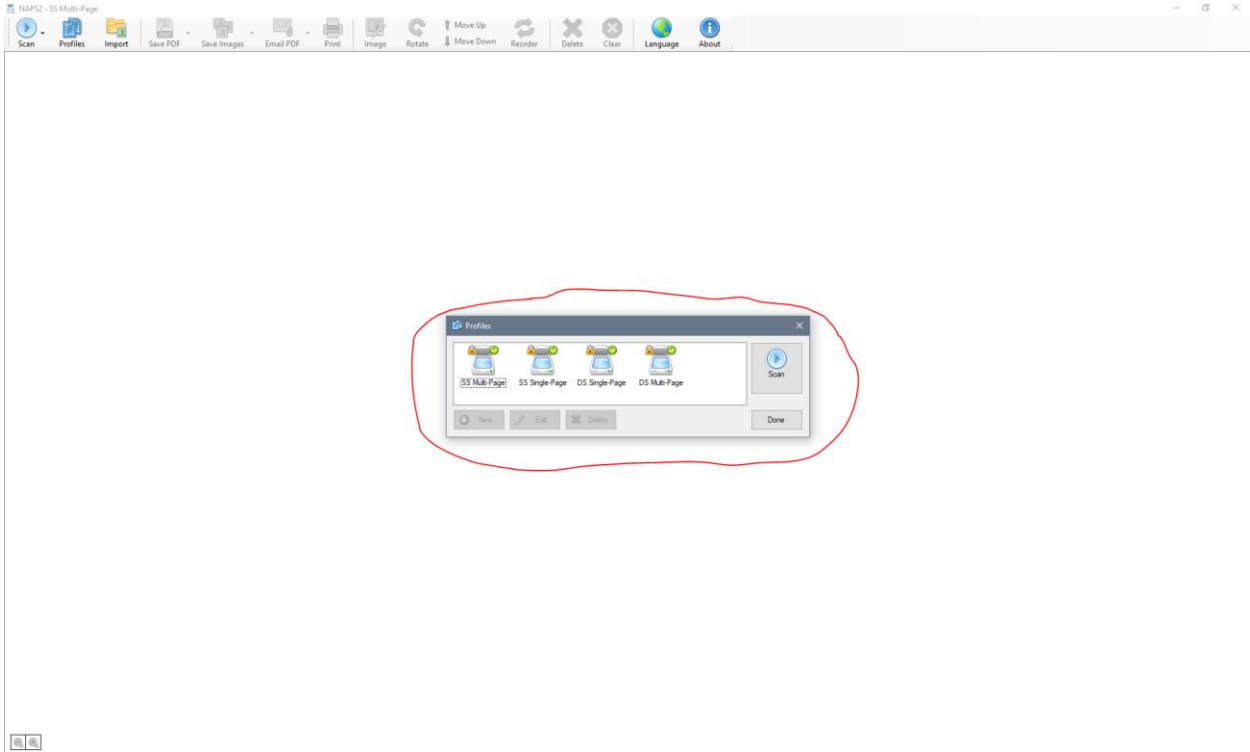 NAPS2 - SS Multi-Page
Scan Profiles Import Save PDF Save Images Email PDF Print Image Rotate Move Up Move Down Reorder Delete Clear Language About
Profiles
SS Multi-Page SS Single-Page DS Single-Page DS Multi-Page
Scan
New Edit Delete Done